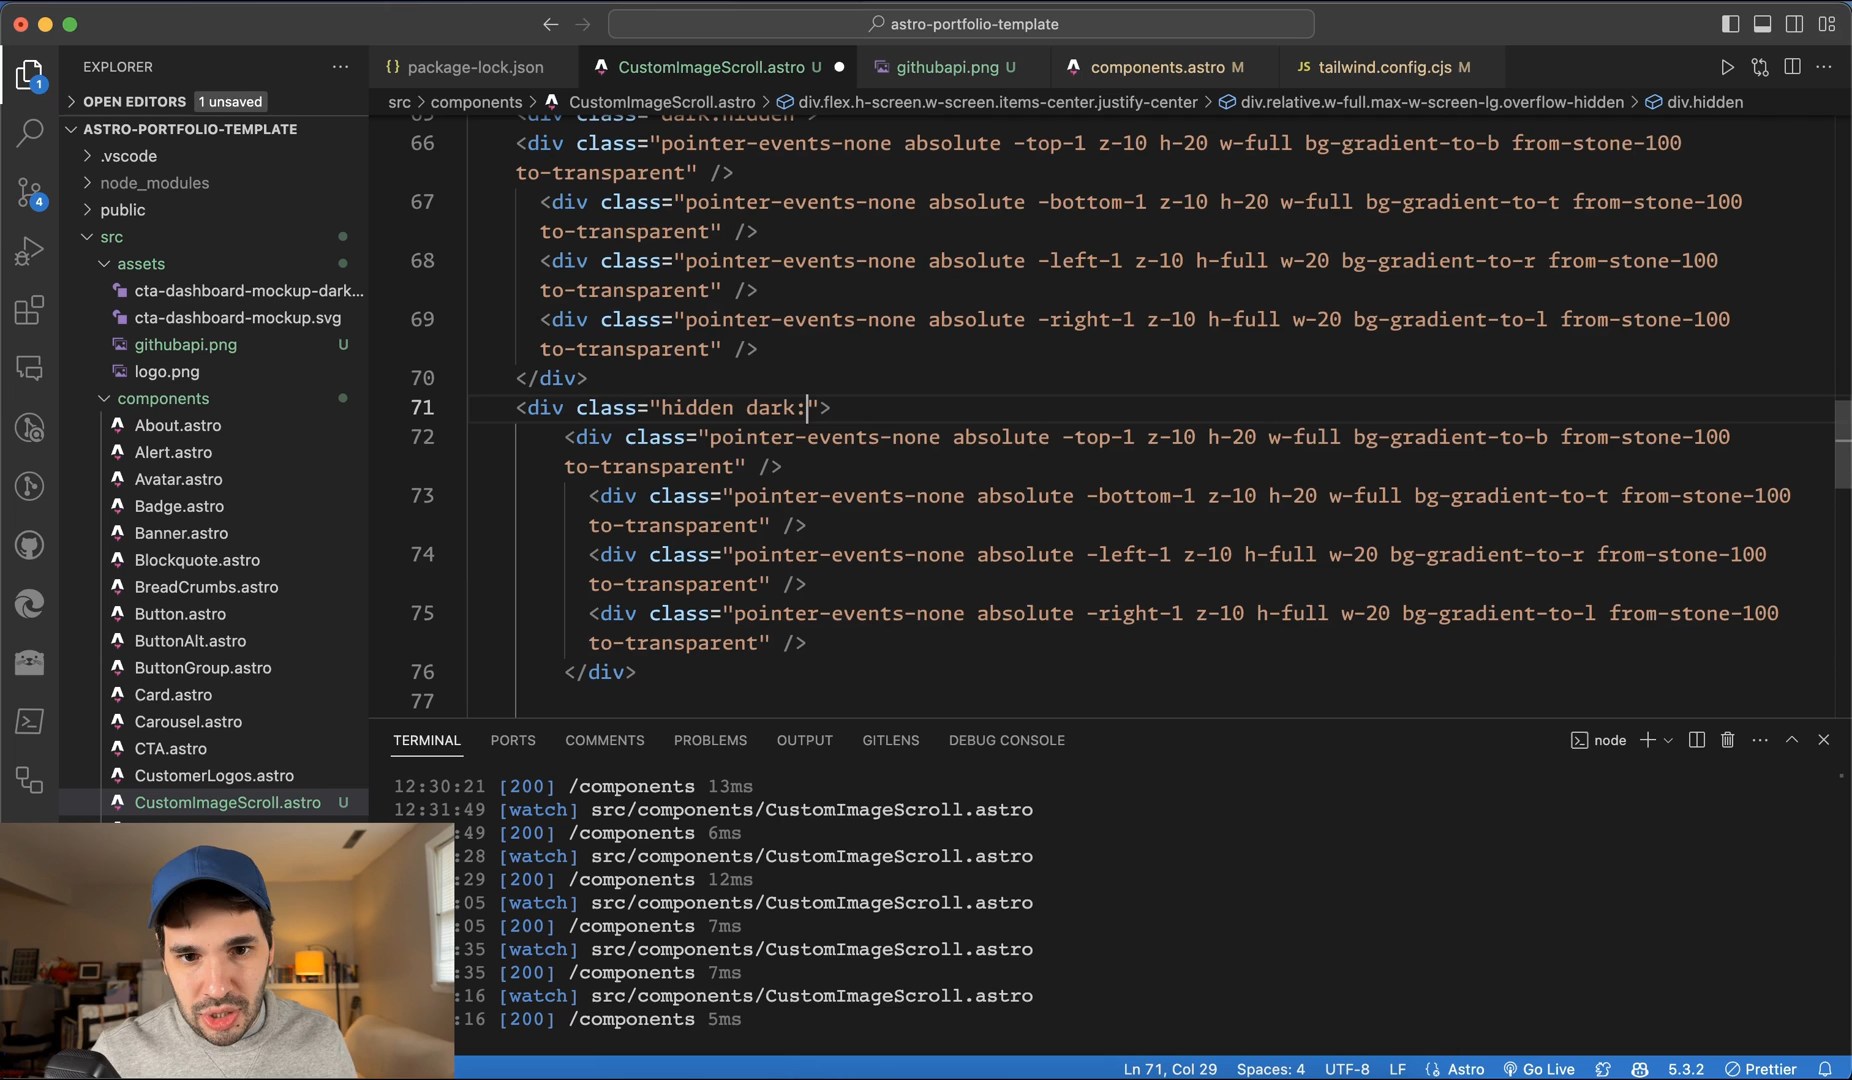 astro-portfolio-template
EXPLORER
1
OPEN EDITORS 1 unsaved
ASTRO-PORTFOLIO-TEMPLATE
.vscode
node_modules
4
public
src
assets
cta-dashboard-mockup-dark...
cta-dashboard-mockup.svg
githubapi.png U
logo.png
components
About.astro
Alert.astro
Avatar.astro
Badge.astro
Banner.astro
Blockquote.astro
BreadCrumbs.astro
Button.astro
ButtonAlt.astro
ButtonGroup.astro
Card.astro
Carousel.astro
CTA.astro
CustomerLogos.astro
CustomImageScroll.astro U
{} package-lock.json
CustomImageScroll.astro U
githubapi.png U
components.astro M
JS tailwind.config.cjs M
src > components > CustomImageScroll.astro > div.flex.h-screen.w-screen.items-center.justify-center > div.relative.w-full.max-w-screen-lg.overflow-hidden > div.hidden
65 <div class="dark:hidden">
66 <div class="pointer-events-none absolute -top-1 z-10 h-20 w-full bg-gradient-to-b from-stone-100
to-transparent" />
67 <div class="pointer-events-none absolute -bottom-1 z-10 h-20 w-full bg-gradient-to-t from-stone-100
to-transparent" />
68 <div class="pointer-events-none absolute -left-1 z-10 h-full w-20 bg-gradient-to-r from-stone-100
to-transparent" />
69 <div class="pointer-events-none absolute -right-1 z-10 h-full w-20 bg-gradient-to-l from-stone-100
to-transparent" />
70 </div>
71 <div class="hidden dark:">
72 <div class="pointer-events-none absolute -top-1 z-10 h-20 w-full bg-gradient-to-b from-stone-100
to-transparent" />
73 <div class="pointer-events-none absolute -bottom-1 z-10 h-20 w-full bg-gradient-to-t from-stone-100
to-transparent" />
74 <div class="pointer-events-none absolute -left-1 z-10 h-full w-20 bg-gradient-to-r from-stone-100
to-transparent" />
75 <div class="pointer-events-none absolute -right-1 z-10 h-full w-20 bg-gradient-to-l from-stone-100
to-transparent" />
76 </div>
77
TERMINAL PORTS COMMENTS PROBLEMS OUTPUT GITLENS DEBUG CONSOLE node
12:30:21 [200] /components 13ms
12:31:49 [watch] src/components/CustomImageScroll.astro
:49 [200] /components 6ms
:28 [watch] src/components/CustomImageScroll.astro
:29 [200] /components 12ms
:05 [watch] src/components/CustomImageScroll.astro
:05 [200] /components 7ms
:35 [watch] src/components/CustomImageScroll.astro
:35 [200] /components 7ms
:16 [watch] src/components/CustomImageScroll.astro
:16 [200] /components 5ms
Ln 71, Col 29 Spaces: 4 UTF-8 LF {} Astro Go Live 5.3.2 Prettier